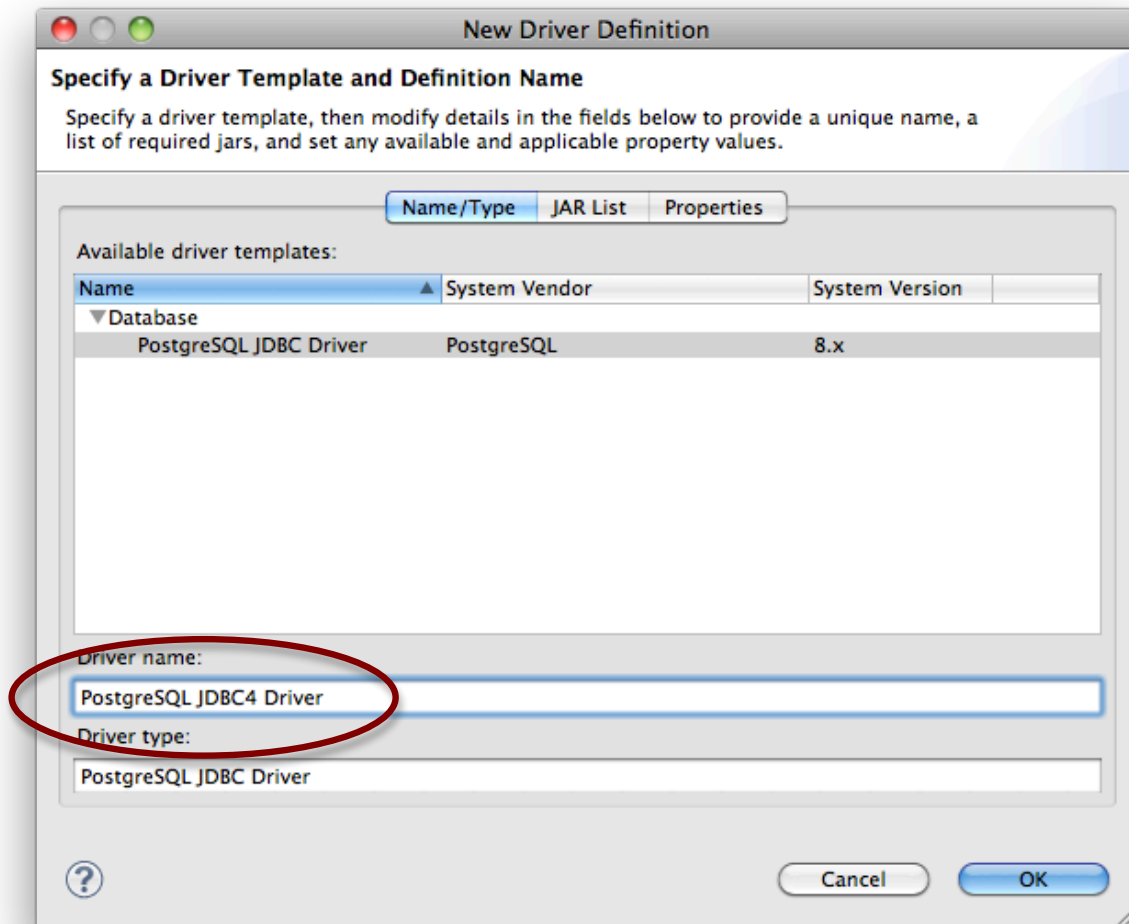 New Driver Definition
Specify a Driver Template and Definition Name
Specify a driver template, then modify details in the fields below to provide a unique name, a
list of required jars, and set any available and applicable property values.
Name/Type JAR List Properties
Available driver templates:
Name System Vendor System Version
Database
PostgreSQL JDBC Driver PostgreSQL 8.x
Driver name:
PostgreSQL JDBC4 Driver
Driver type:
PostgreSQL JDBC Driver
? Cancel OK